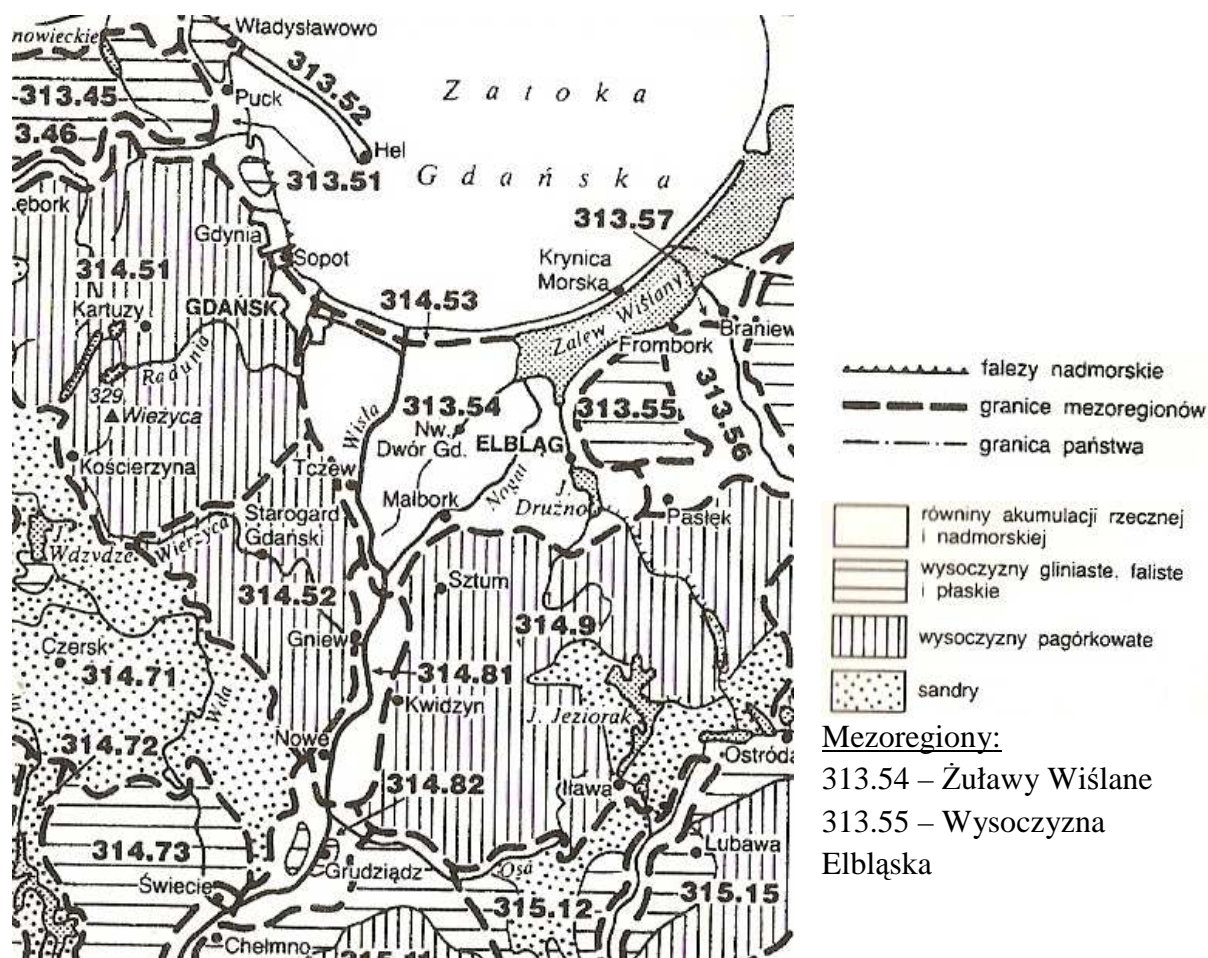 nowieckie
Władysławowo
313.52
313.45
Puck
3.46
Hel
313.51
Zatoka
Gdańska
ębork
Gdynia
Sopot
313.57
Krynica
Morska
314.51
Kartuzy
GDAŃSK
314.53
Zalew Wiślany
Braniew
Frombork
Radunia
329
Wieżyca
Wisła
313.54
Nw.
Dwór Gd.
ELBLĄG
313.55
313.56
Kościerzyna
Tczew
Malbork
Nogat
J.
Drużno
Pasłęk
Starogard
Gdański
Wierzyca
J.
Wdzydze
Sztum
314.52
Gniew
314.9
Czersk
314.71
Wda
314.81
Kwidzyn
J. Jeziorak
314.72
Nowe
Ostróda
314.82
Iława
314.73
Grudziądz
Osa
Lubawa
Świecie
315.12
315.15
Chełmno
315.11
falezy nadmorskie
granice mezoregionów
granica państwa
równiny akumulacji rzecznej
i nadmorskiej
wysoczyzny gliniaste, faliste
i płaskie
wysoczyzny pagórkowate
sandry
Mezoregiony:
313.54 – Żuławy Wiślane
313.55 – Wysoczyzna
Elbląska